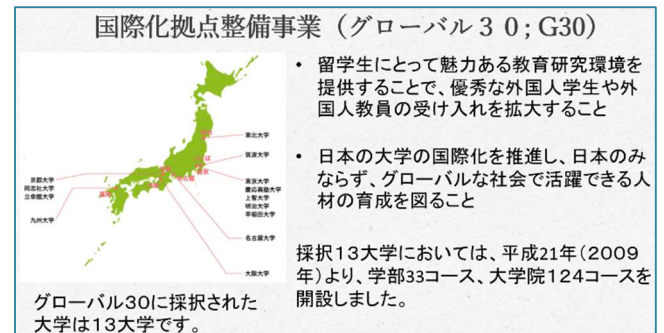 国際化拠点整備事業（グローバル３０；G30）
東北大学
筑波大学
東京大学
慶応義塾大学
上智大学
明治大学
早稲田大学
名古屋大学
大阪大学
京都大学
同志社大学
立命館大学
九州大学
グローバル３０に採択された
大学は１３大学です。
• 留学生にとって魅力ある教育研究環境を
提供することで、優秀な外国人学生や外
国人教員の受け入れを拡大すること
• 日本の大学の国際化を推進し、日本のみ
ならず、グローバルな社会で活躍できる人
材の育成を図ること
採択１３大学においては、平成21年（２００９
年）より、学部33コース、大学院１２４コースを
開設しました。